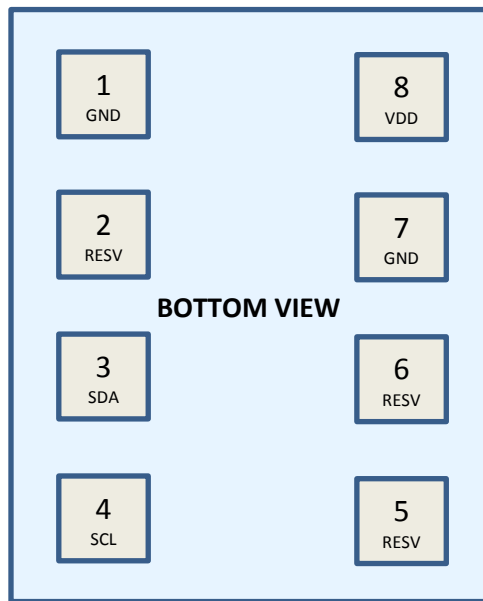 1
GND
8
VDD
2
RESV
7
GND
BOTTOM VIEW
3
SDA
6
RESV
4
SCL
5
RESV